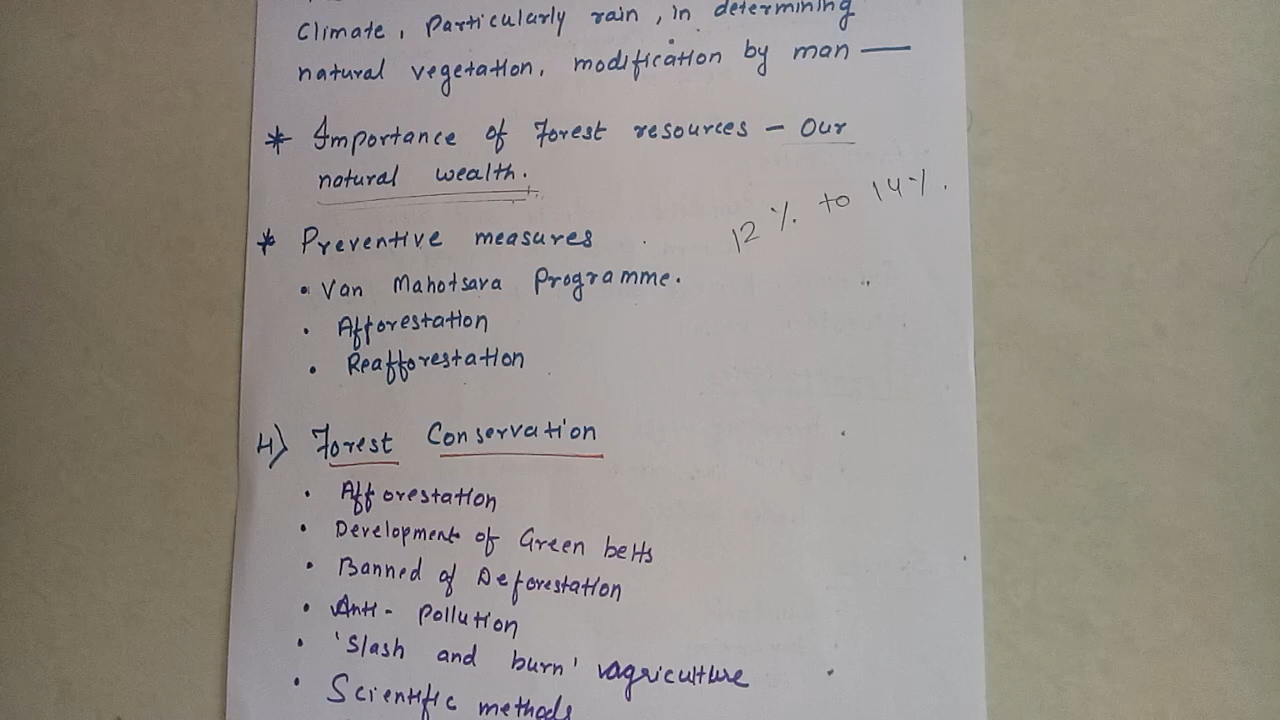 Climate, Particularly rain, in determining
natural vegetation, modification by man —
* Importance of Forest resources - Our
natural wealth.
12 % to 14%.
* Preventive measures
• Van Mahotsava Programme.
• Afforestation
• Reafforestation
4) Forest Conservation
• Afforestation
• Development of Green belts
• Banned of Deforestation
• Anti- Pollution
• 'Slash and burn' agriculture
• Scientific methods